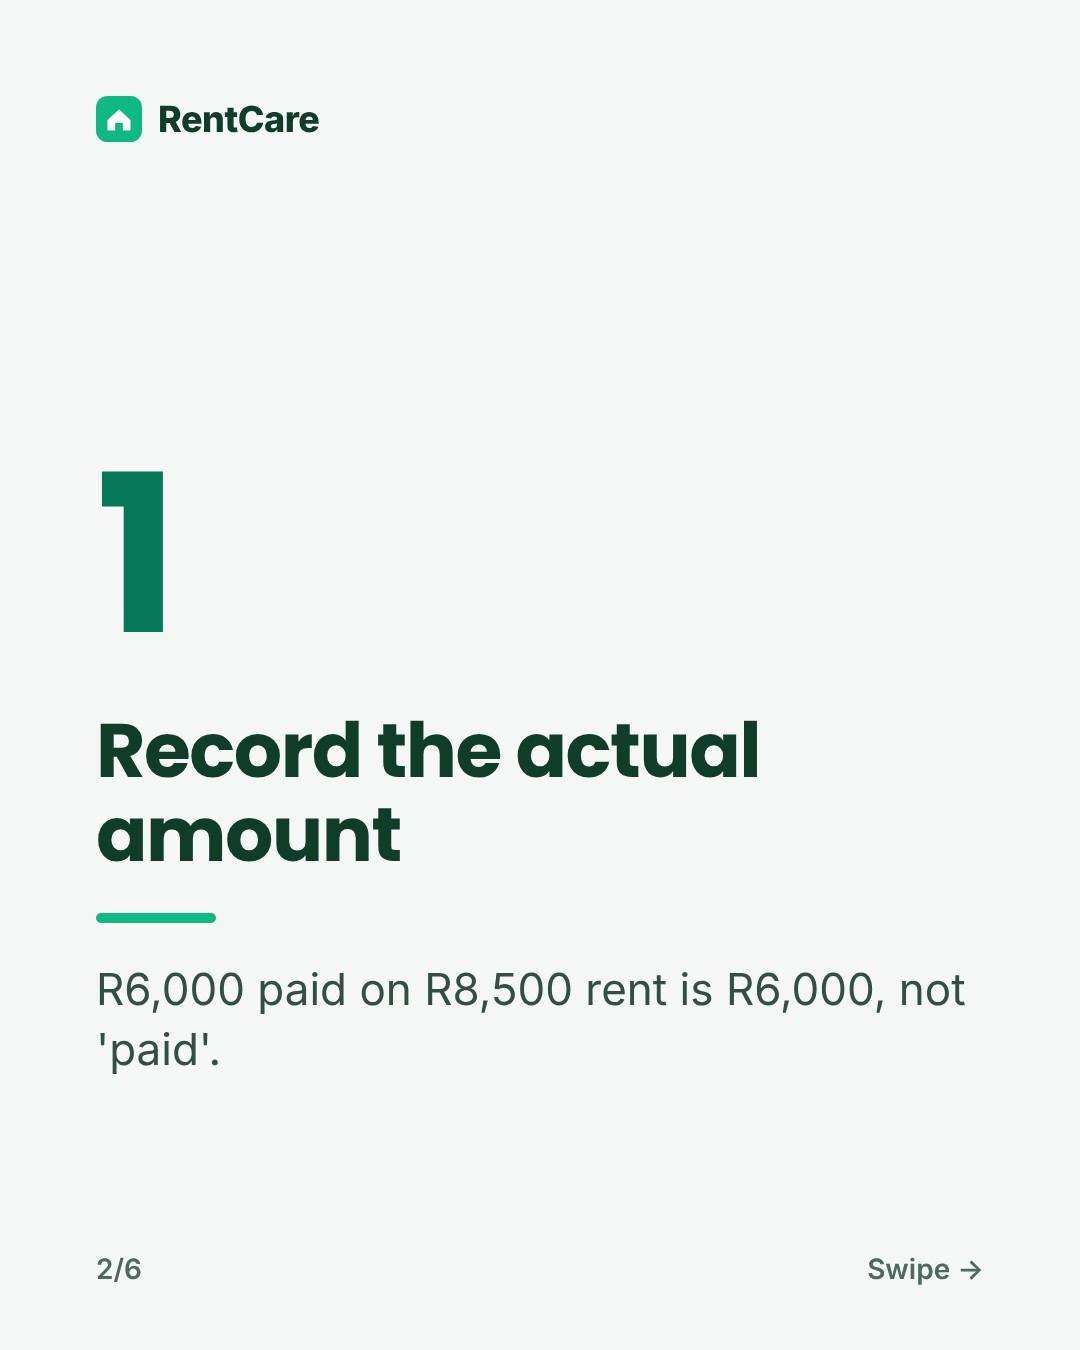 RentCare
1
Record the actual
amount
R6,000 paid on R8,500 rent is R6,000, not
'paid'.
2/6
Swipe →